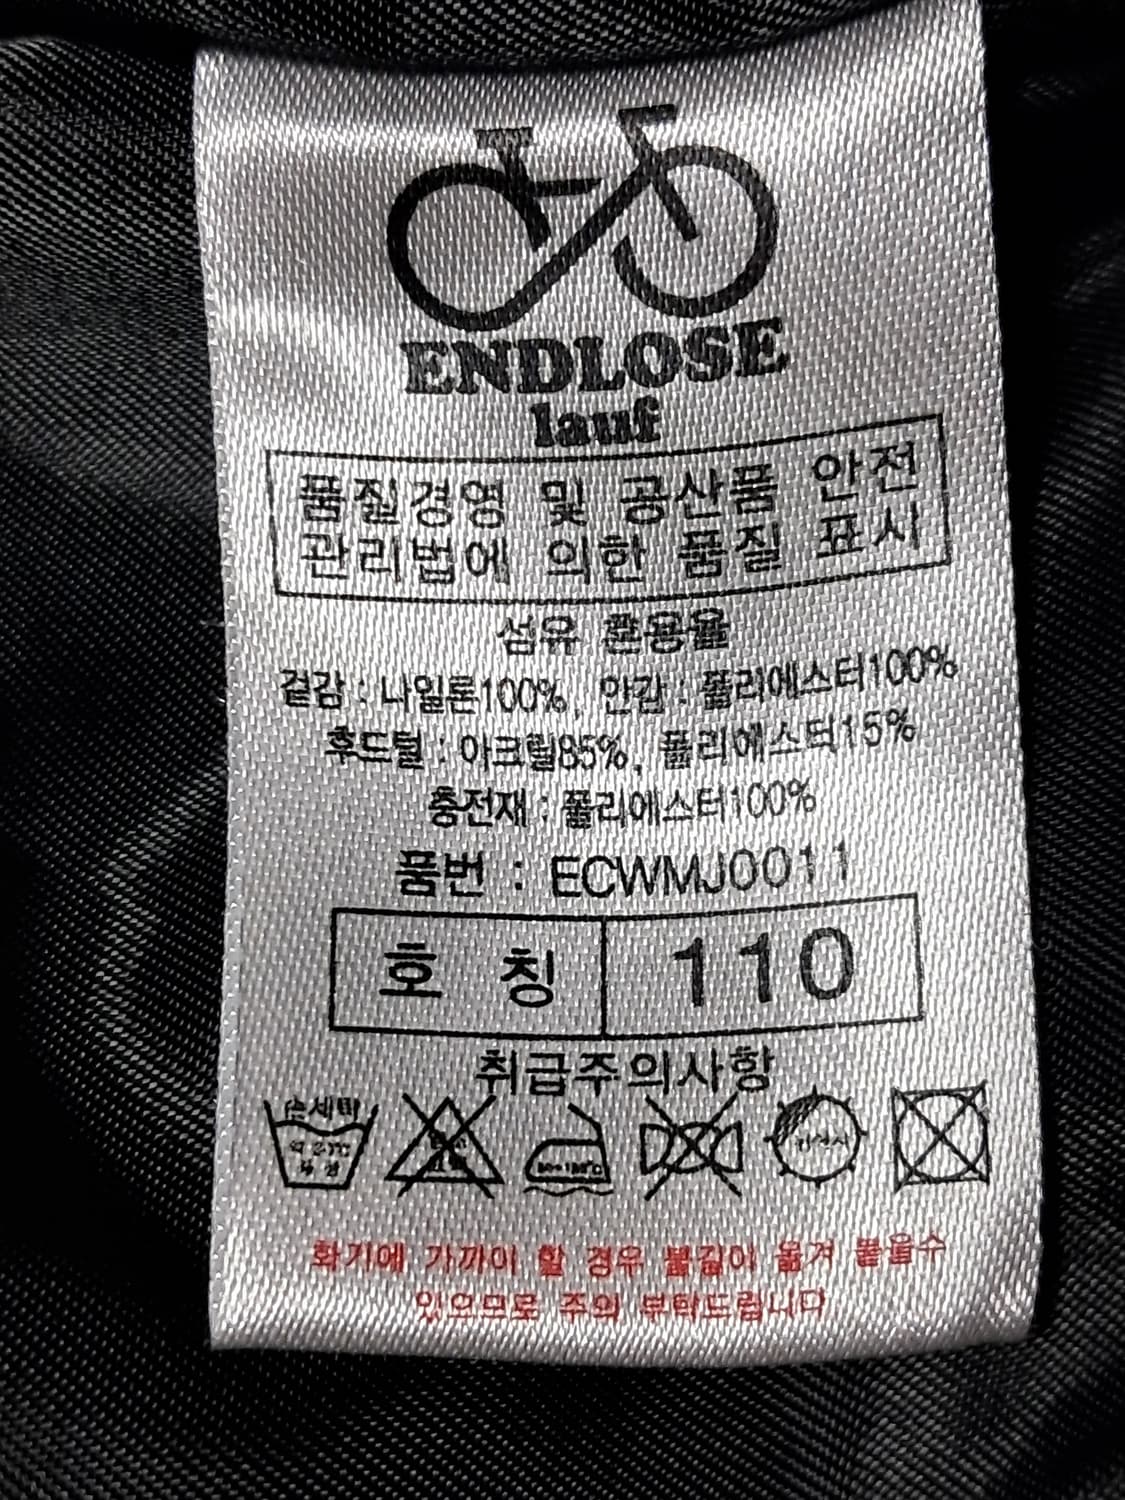 ENDLOSE
lauf
품질경영 및 공산품 안전
관리법에 의한 품질 표시
섬유 혼용율
겉감 : 나일론100%, 안감 : 폴리에스터100%
후드털 : 아크릴85%, 폴리에스터15%
충전재 : 폴리에스터100%
품번 : ECWMJ0011
호 칭 110
취급주의사항
손세탁
중 성
화기에 가까이 할 경우 불길이 옮겨 붙을수
있으므로 주의 부탁드립니다